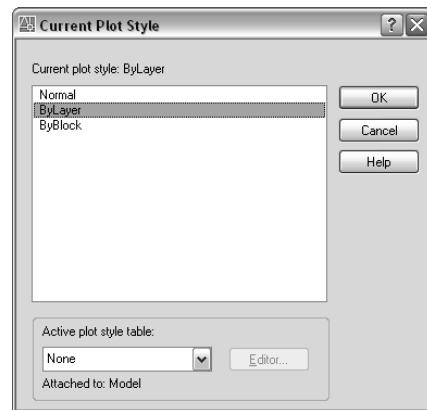 Current Plot Style
Current plot style: ByLayer
Normal
ByLayer
ByBlock
OK
Cancel
Help
Active plot style table:
None
Editor...
Attached to: Model